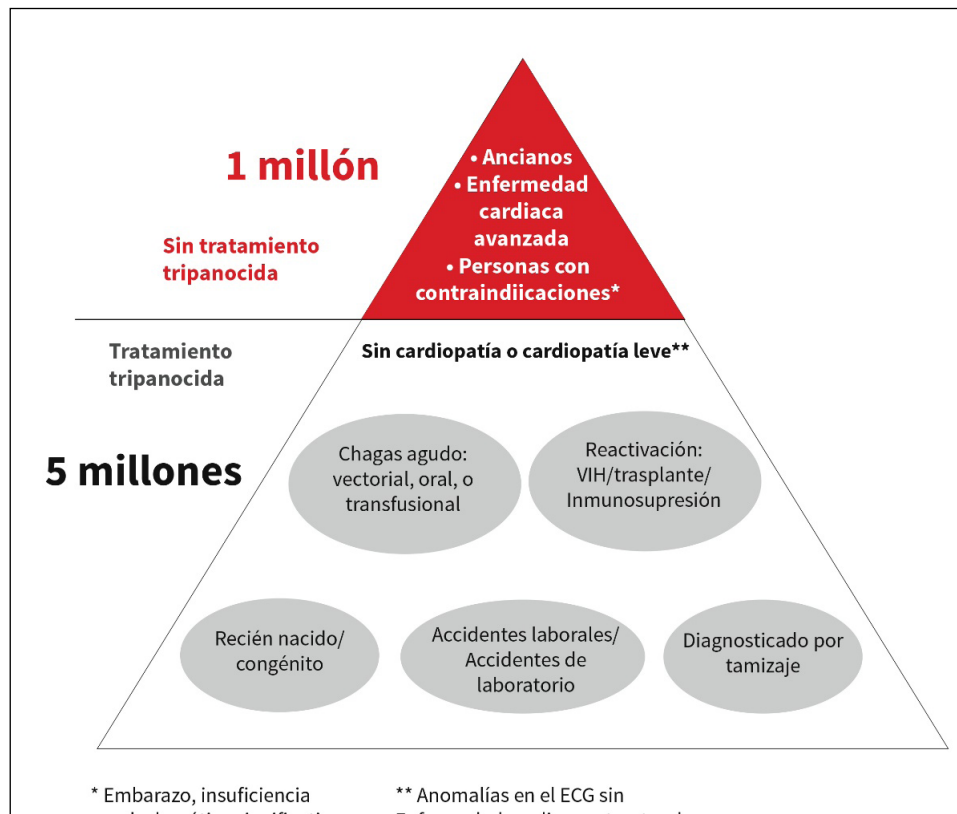 1 millón
Sin tratamiento
tripanocida
• Ancianos
• Enfermedad
cardiaca
avanzada
• Personas con
contraindiicaciones*
Tratamiento
tripanocida
Sin cardiopatía o cardiopatía leve**
5 millones
Chagas agudo:
vectorial, oral, o
transfusional
Reactivación:
VIH/trasplante/
Inmunosupresión
Recién nacido/
congénito
Accidentes laborales/
Accidentes de
laboratorio
Diagnosticado por
tamizaje
* Embarazo, insuficiencia
** Anomalías en el ECG sin